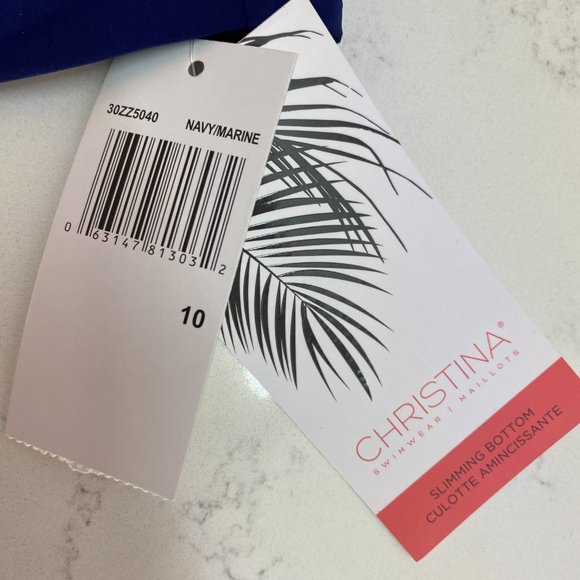 30ZZ5040 NAVY/MARINE
0 63147 81303 2
10
CHRISTINA®
SWIMWEAR | MAILLOTS
SLIMMING BOTTOM
CULOTTE AMINCISSANTE